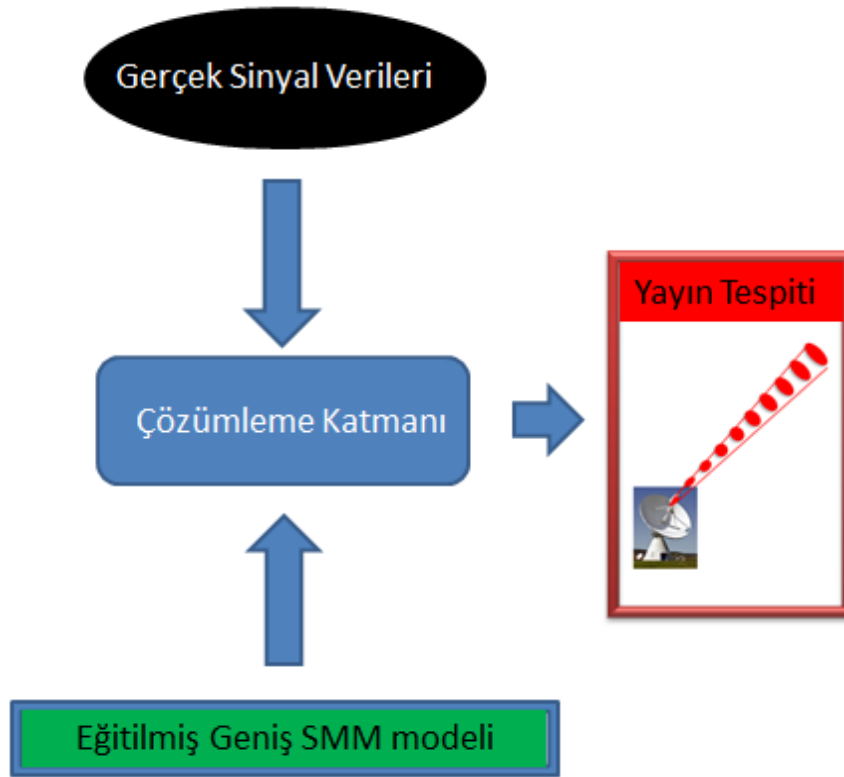 Gerçek Sinyal Verileri
Yayın Tespiti
Çözümleme Katmanı
Eğitilmiş Geniş SMM modeli